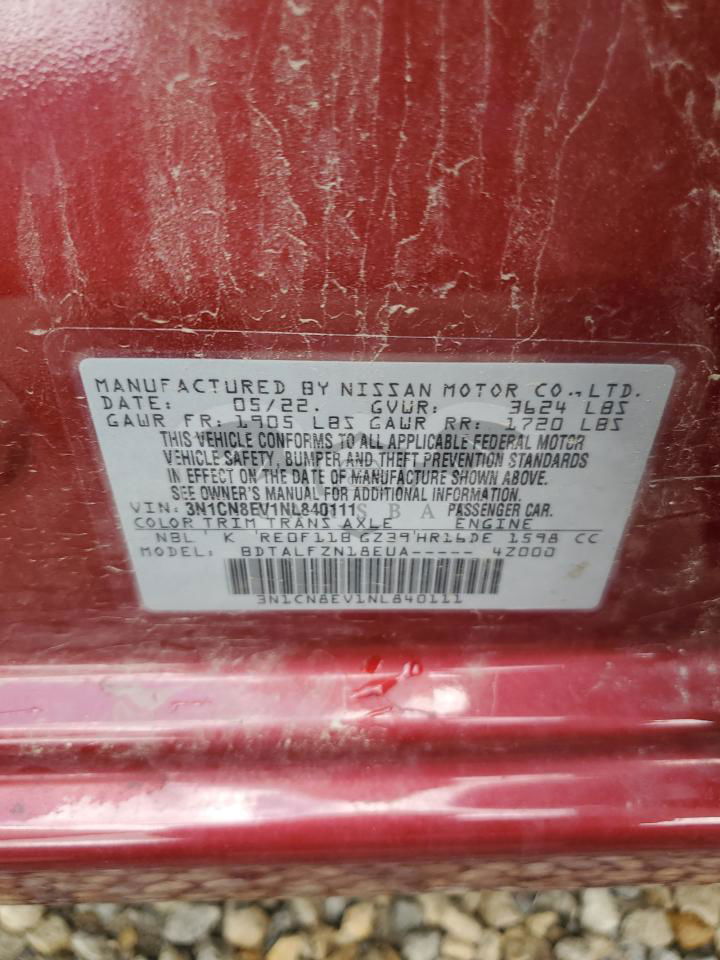 MANUFACTURED BY NISSAN MOTOR CO.,LTD.
DATE: 05/22. GVWR: 3624 LBS
GAWR FR: 1905 LBS GAWR RR: 1720 LBS
THIS VEHICLE CONFORMS TO ALL APPLICABLE FEDERAL MOTOR
VEHICLE SAFETY, BUMPER AND THEFT PREVENTION STANDARDS
IN EFFECT ON THE DATE OF MANUFACTURE SHOWN ABOVE.
SEE OWNER'S MANUAL FOR ADDITIONAL INFORMATION.
VIN: 3N1CN8EV1NL840111 PASSENGER CAR.
COLOR TRIM TRANS AXLE ENGINE
NBL ' K 'RE0F11B GZ39'HR16DE 1598 CC
MODEL: BDTALFZN18EUA----- 4Z000
3N1CN8EV1NL840111